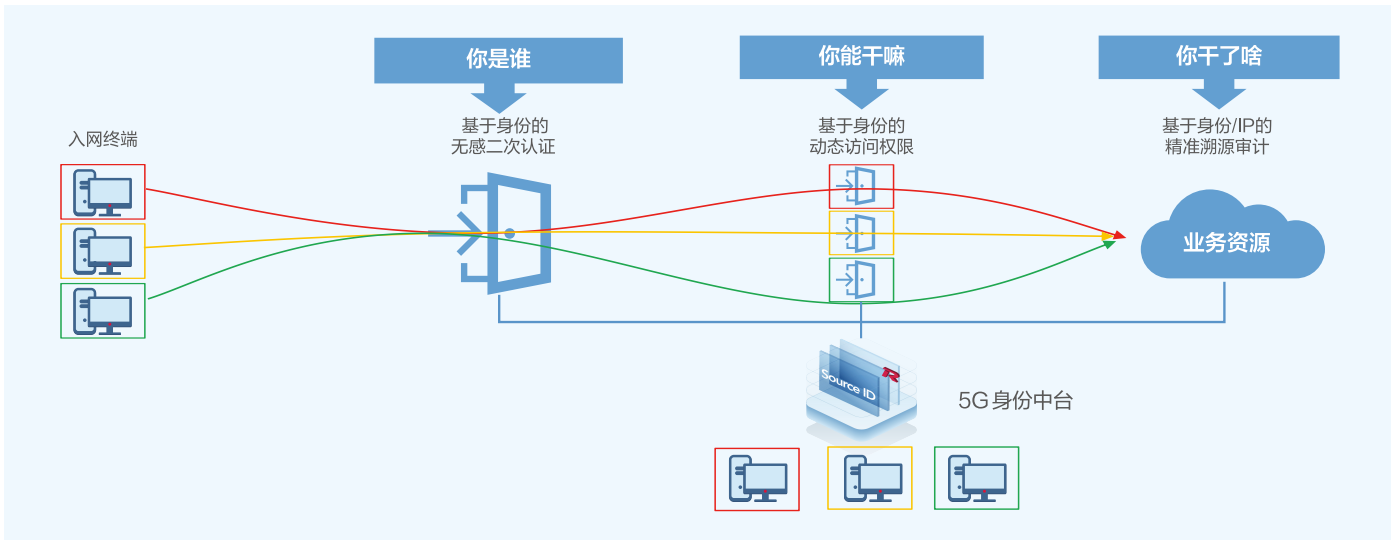 你是谁
你能干嘛
你干了啥
入网终端
基于身份的
无感二次认证
基于身份的
动态访问权限
基于身份/IP的
精准溯源审计
业务资源
Source ID
5G身份中台